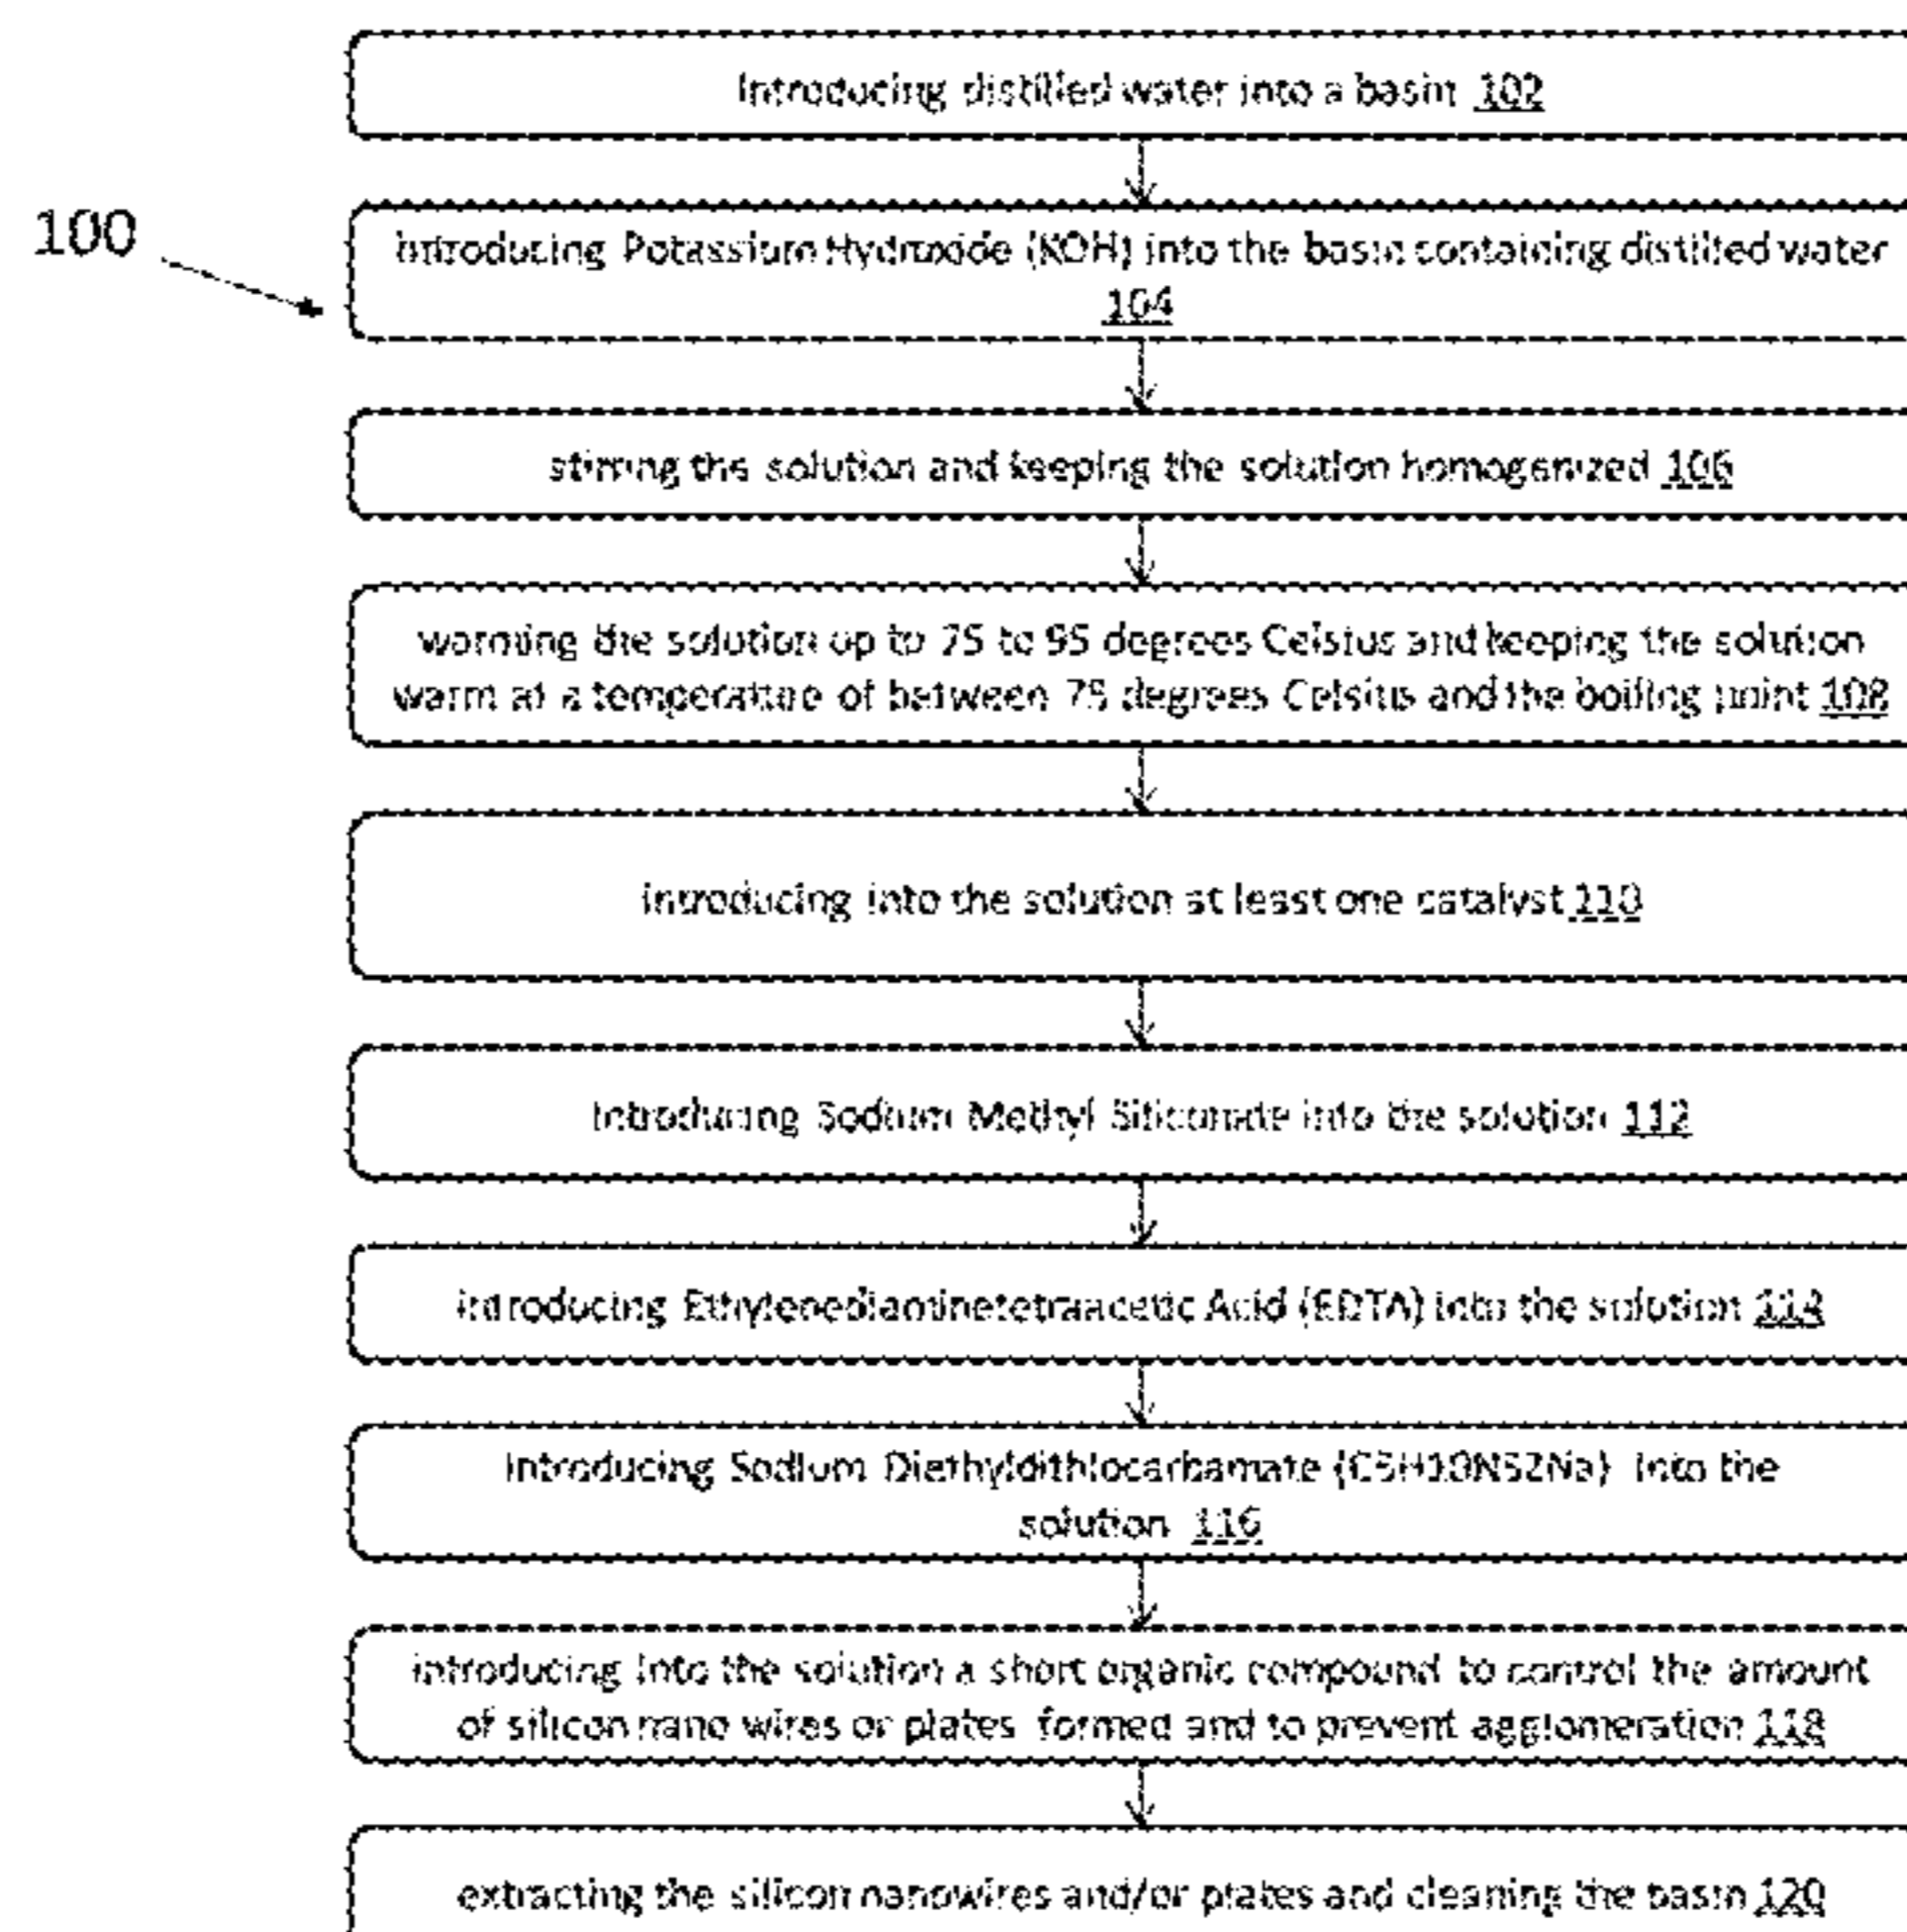 Introducing distilled water into a basin 102
100
introducing Potassium Hydroxide (KOH) into the basin containing distilled water
104
stirring the solution and keeping the solution homogenized 106
warming the solution up to 75 to 95 degrees Celsius and keeping the solution
warm at a temperature of between 75 degrees Celsius and the boiling point 108
introducing into the solution at least one catalyst 110
Introducing Sodium Methyl Siliconate into the solution 112
introducing Ethylenediaminetetraacetic Acid (EDTA) into the solution 114
Introducing Sodium Diethyldithiocarbamate (C5H10NS2Na) into the
solution 116
introducing into the solution a short organic compound to control the amount
of silicon nano wires or plates formed and to prevent agglomeration 118
extracting the silicon nanowires and/or plates and cleaning the basin 120